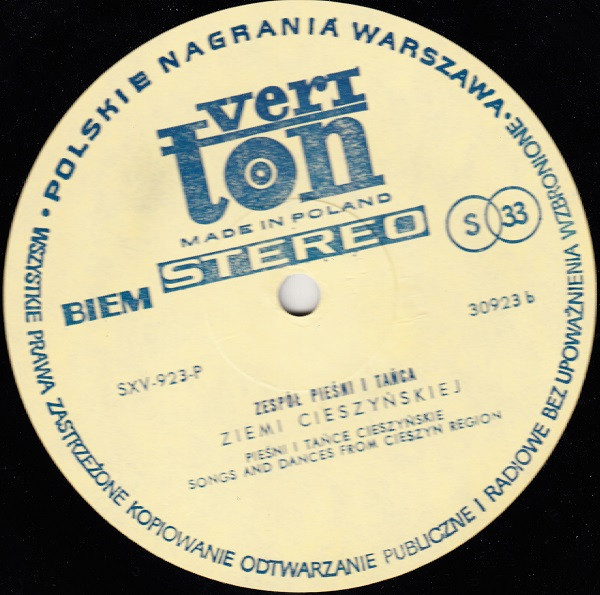 • POLSKIE NAGRANIA WARSZAWA •
veri
ton
MADE IN POLAND
BIEM STEREO
S 33
SXV-923-P
30923 b
ZESPÓŁ PIEŚNI I TAŃCA
ZIEMI CIESZYŃSKIEJ
PIEŚNI I TAŃCE CIESZYŃSKIE
SONGS AND DANCES FROM CIESZYN REGION
WSZYSTKIE PRAWA ZASTRZEŻONE KOPIOWANIE ODTWARZANIE PUBLICZNE I RADIOWE BEZ UPOWAŻNIENIA WZBRONIONE